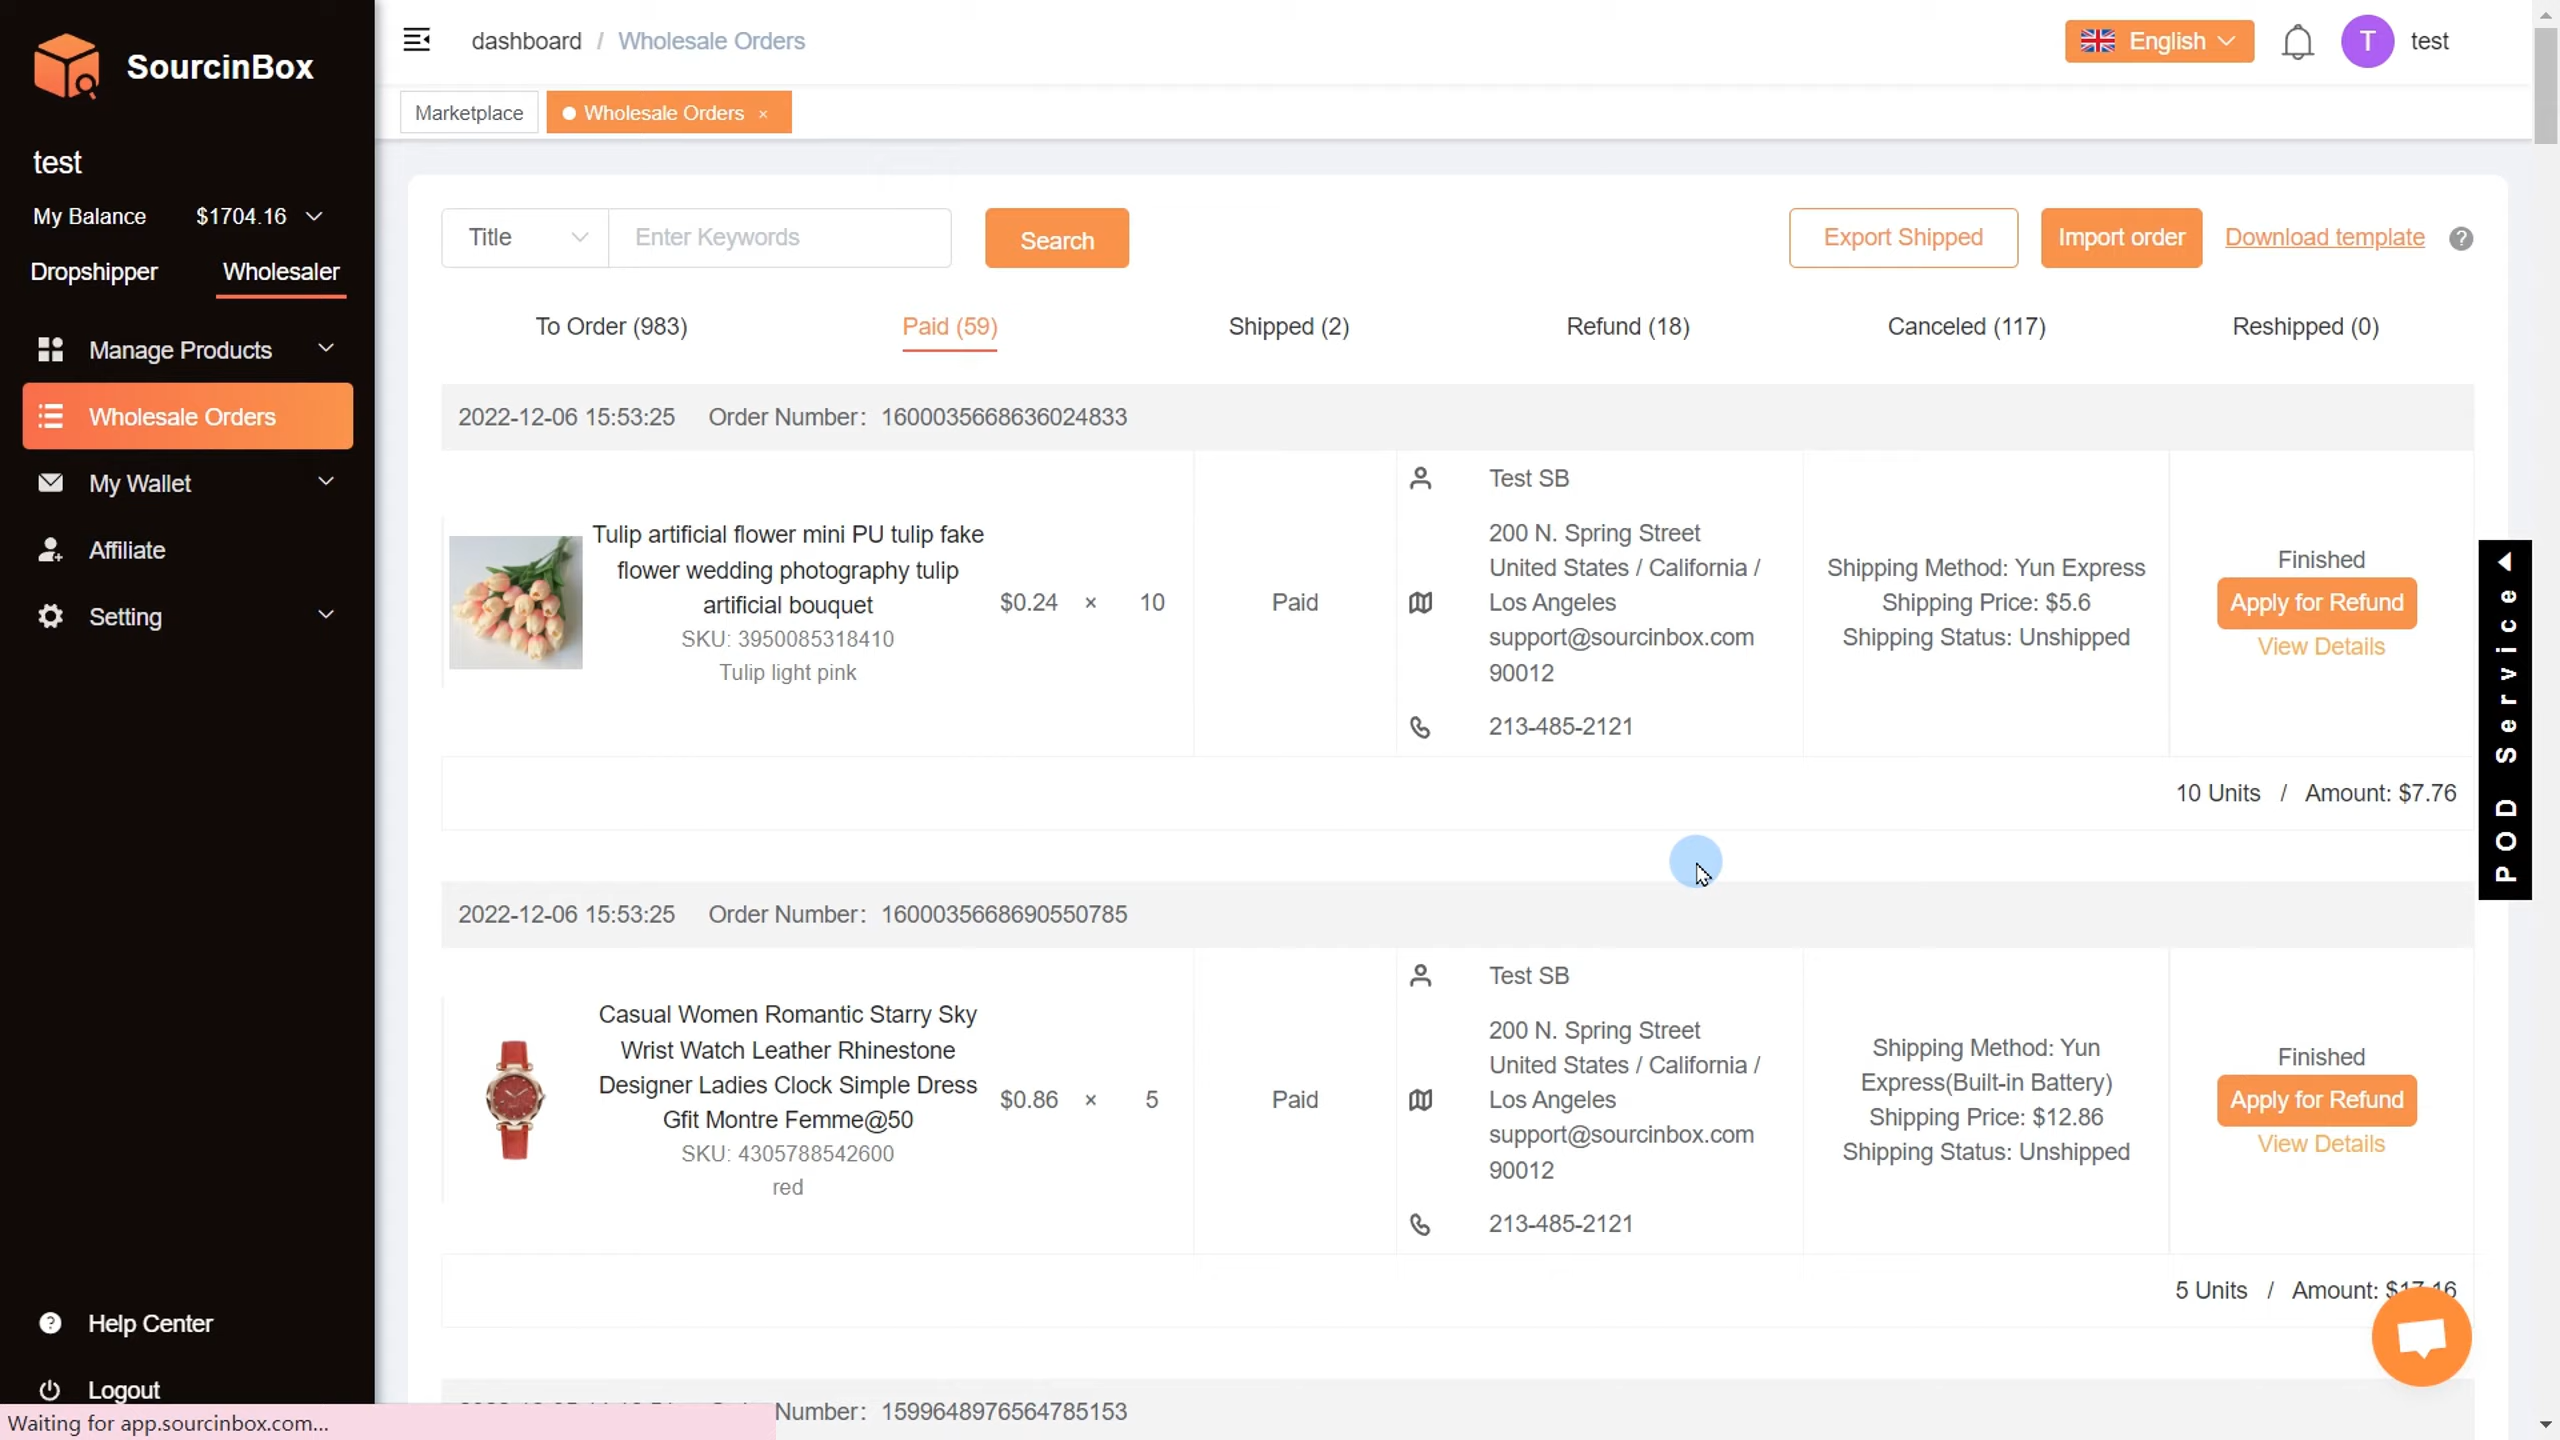 SourcinBox
dashboard / Wholesale Orders
English
T
test
Marketplace
Wholesale Orders ×
test
My Balance $1704.16
Dropshipper Wholesaler
Manage Products
Wholesale Orders
My Wallet
Affiliate
Setting
Help Center
Logout
Title
Enter Keywords
Search
Export Shipped
Import order
Download template
?
To Order (983)
Paid (59)
Shipped (2)
Refund (18)
Canceled (117)
Reshipped (0)
2022-12-06 15:53:25 Order Number: 1600035668636024833
Tulip artificial flower mini PU tulip fake
flower wedding photography tulip
artificial bouquet
SKU: 3950085318410
Tulip light pink
$0.24 × 10
Paid
Test SB
200 N. Spring Street
United States / California /
Los Angeles
support@sourcinbox.com
90012
213-485-2121
Shipping Method: Yun Express
Shipping Price: $5.6
Shipping Status: Unshipped
Finished
Apply for Refund
View Details
10 Units / Amount: $7.76
2022-12-06 15:53:25 Order Number: 1600035668690550785
Casual Women Romantic Starry Sky
Wrist Watch Leather Rhinestone
Designer Ladies Clock Simple Dress
Gfit Montre Femme@50
SKU: 4305788542600
red
$0.86 × 5
Paid
Test SB
200 N. Spring Street
United States / California /
Los Angeles
support@sourcinbox.com
90012
213-485-2121
Shipping Method: Yun
Express(Built-in Battery)
Shipping Price: $12.86
Shipping Status: Unshipped
Finished
Apply for Refund
View Details
5 Units / Amount: $17.16
Number: 1599648976564785153
POD Service
Waiting for app.sourcinbox.com...